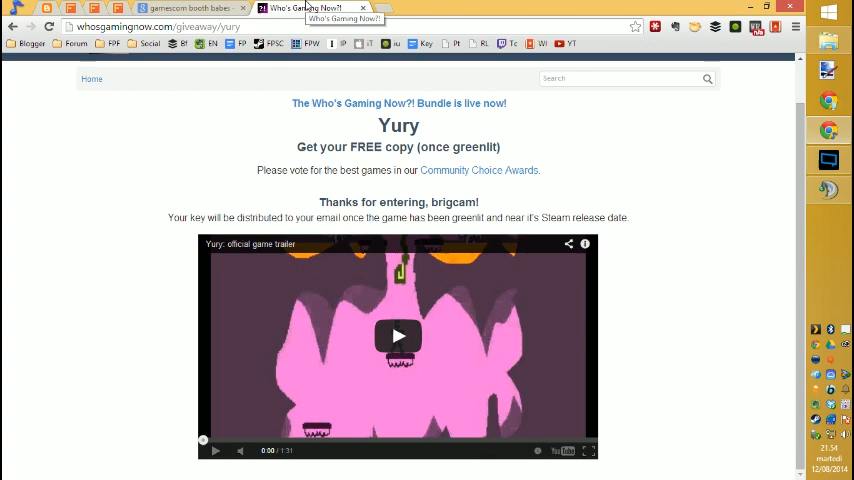 gamescom booth babes -
Who's Gaming Now?!
Who's Gaming Now?!
whosgamingnow.com/giveaway/yury
Blogger Forum Social Bf EN FP FPSC FPW IP iT iu Key Pt RL Tc WI YT
Home
Search
The Who's Gaming Now?! Bundle is live now!
Yury
Get your FREE copy (once greenlit)
Please vote for the best games in our Community Choice Awards.
Thanks for entering, brigcam!
Your key will be distributed to your email once the game has been greenlit and near it's Steam release date.
Yury: official game trailer
0:00 / 1:31
YouTube
21.54
martedì
12/08/2014